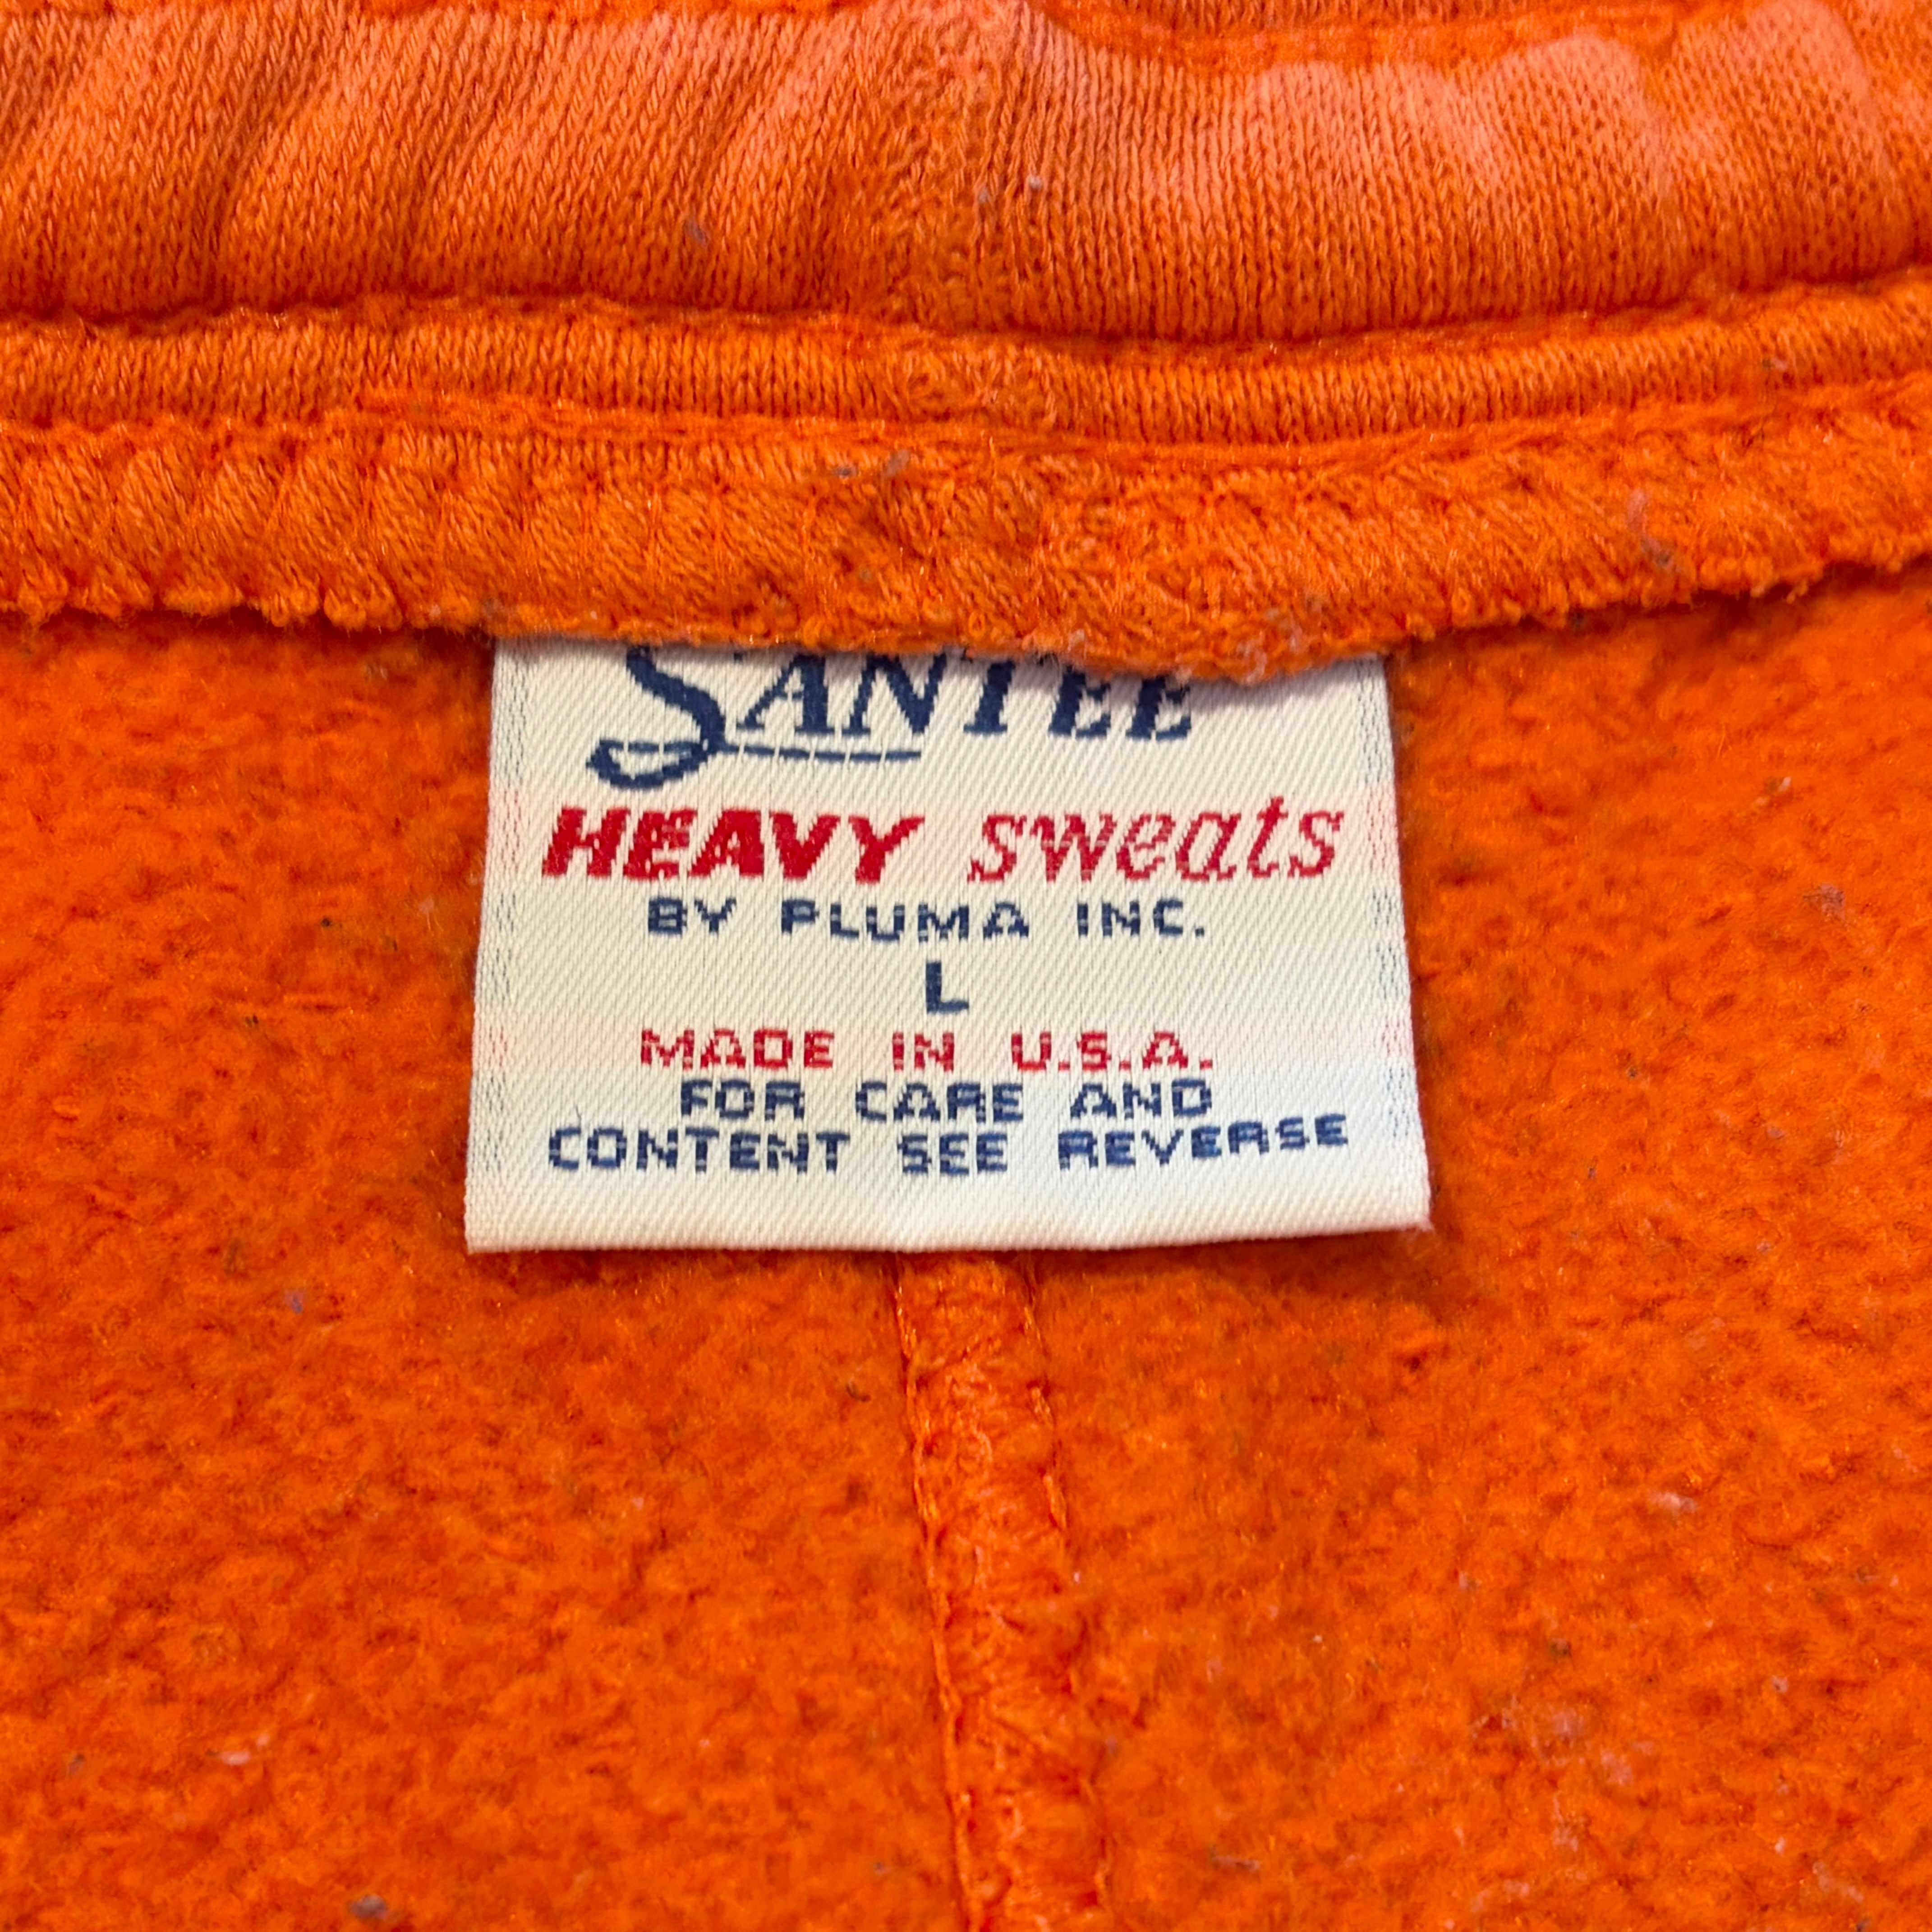 SANTEE
HEAVY sweats
BY PLUMA INC.
L
MADE IN U.S.A.
FOR CARE AND
CONTENT SEE REVERSE